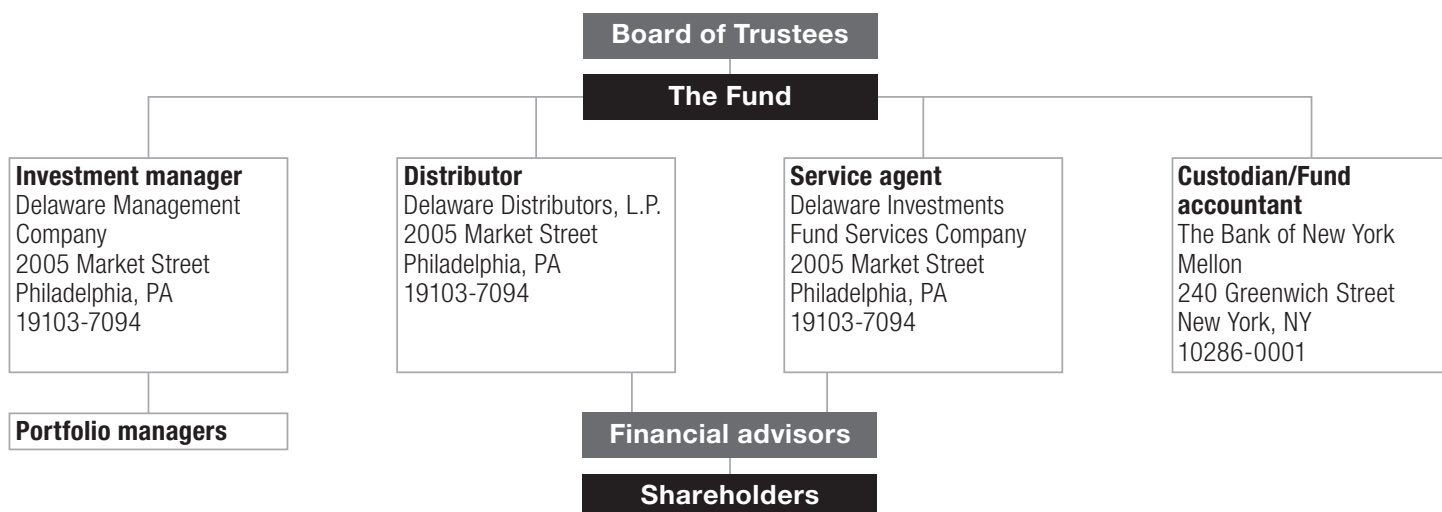 Board of Trustees
The Fund
Investment manager
Delaware Management
Company
2005 Market Street
Philadelphia, PA
19103-7094
Distributor
Delaware Distributors, L.P.
2005 Market Street
Philadelphia, PA
19103-7094
Service agent
Delaware Investments
Fund Services Company
2005 Market Street
Philadelphia, PA
19103-7094
Custodian/Fund
accountant
The Bank of New York
Mellon
240 Greenwich Street
New York, NY
10286-0001
Portfolio managers
Financial advisors
Shareholders